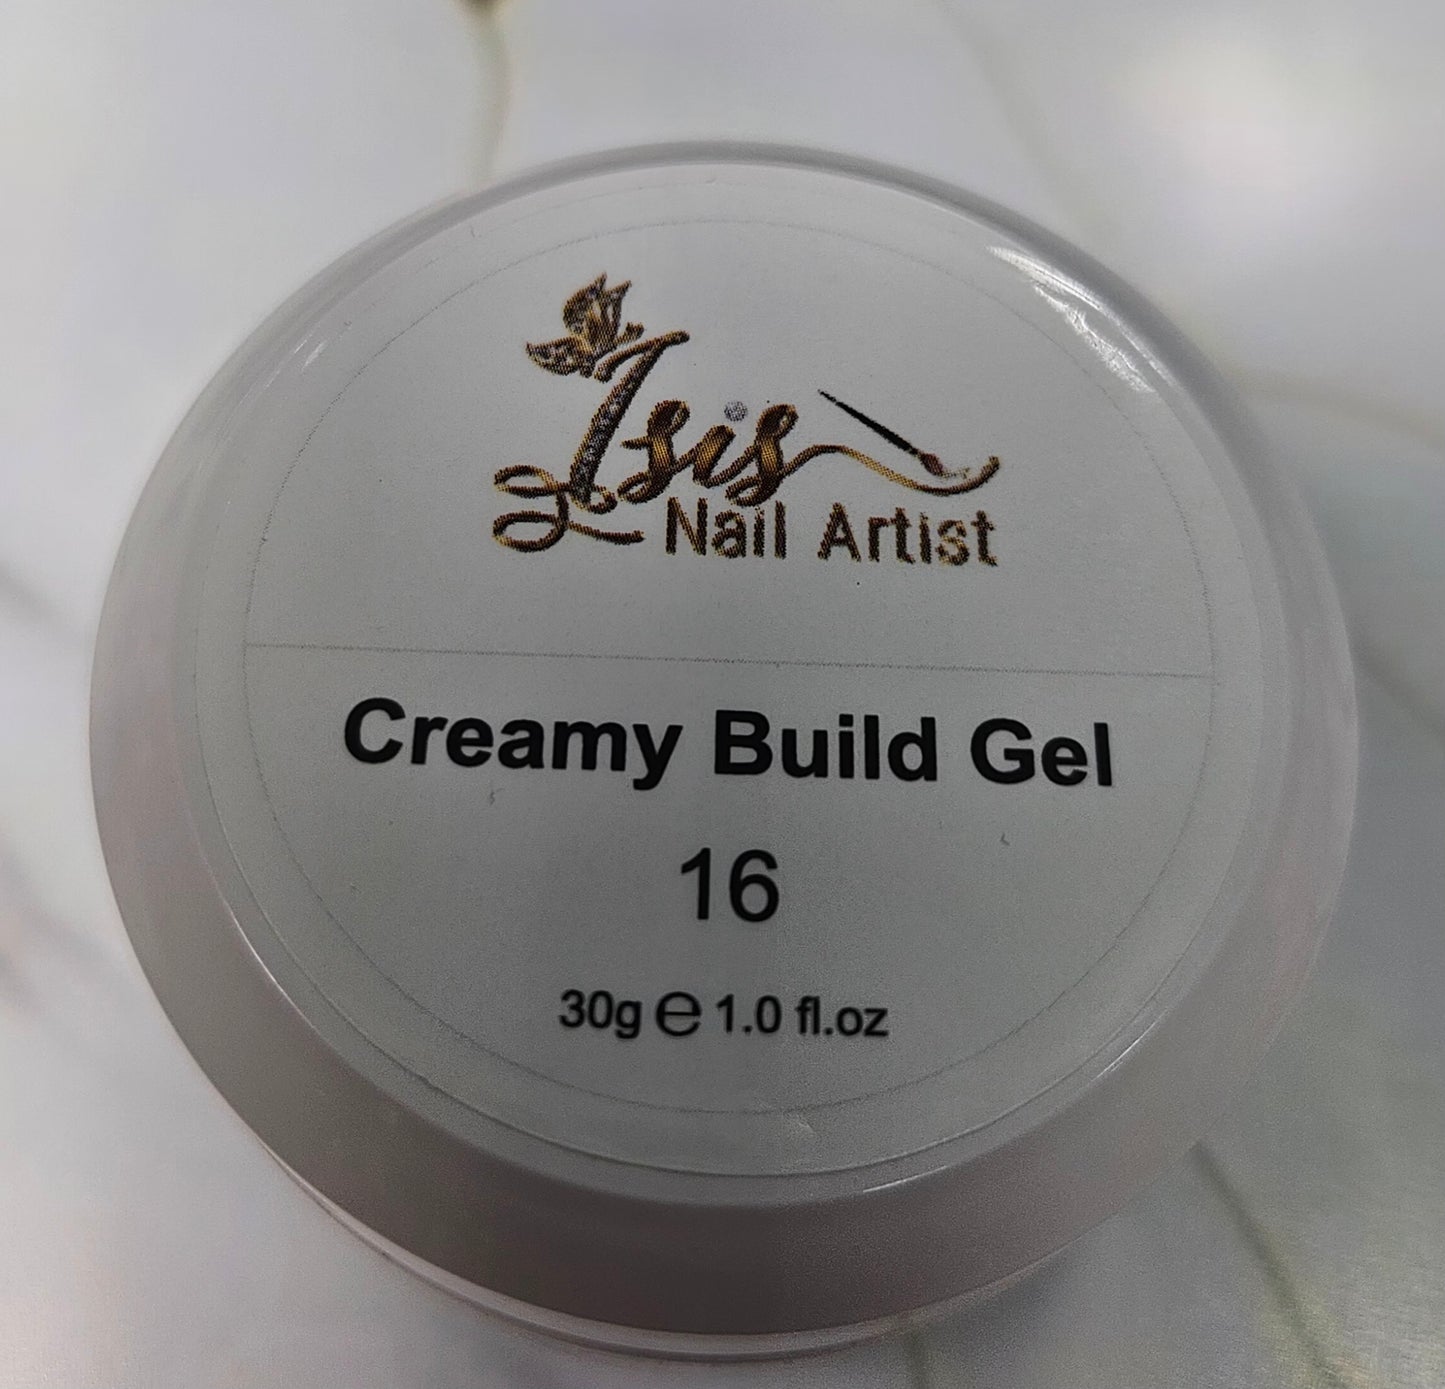 Isis
Nail Artist
Creamy Build Gel
16
30g ℮ 1.0 fl.oz